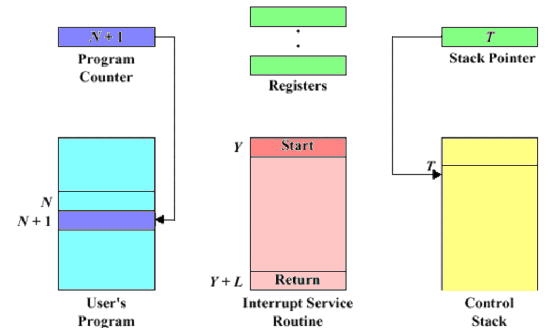 N + 1
Program
Counter
Registers
T
Stack Pointer
N
N + 1
User's
Program
Y
Start
Y + L
Return
Interrupt Service
Routine
T
Control
Stack